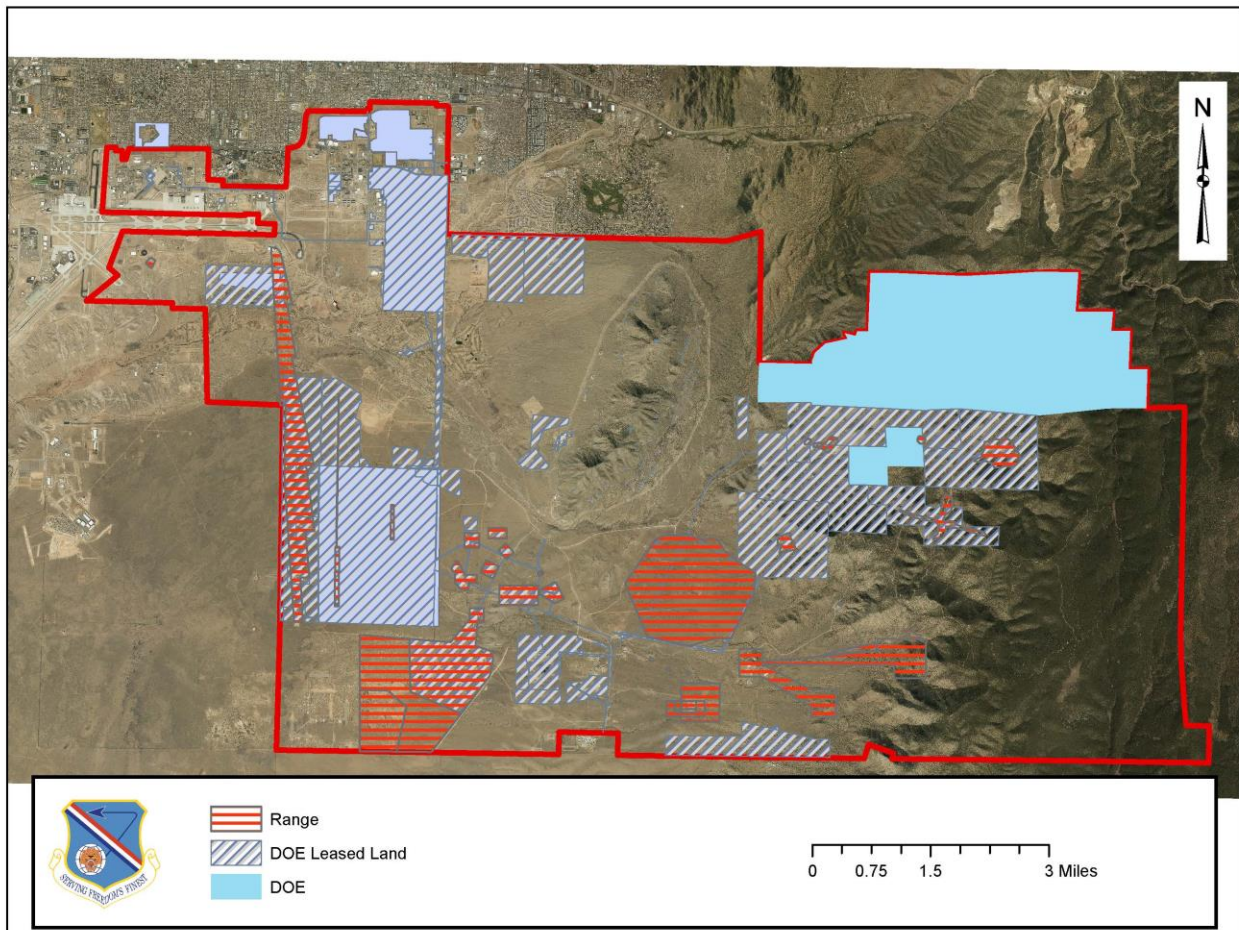 N
Range
DOE Leased Land
DOE
0 0.75 1.5 3 Miles
SERVING FREEDOM'S FINEST